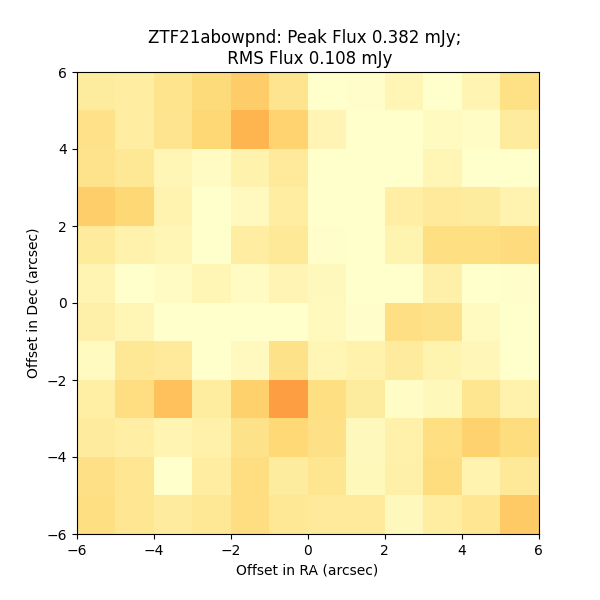 ZTF21abowpnd: Peak Flux 0.382 mJy;
RMS Flux 0.108 mJy
6
4
2
0
−2
−4
−6
Offset in Dec (arcsec)
−6 −4 −2 0 2 4 6
Offset in RA (arcsec)